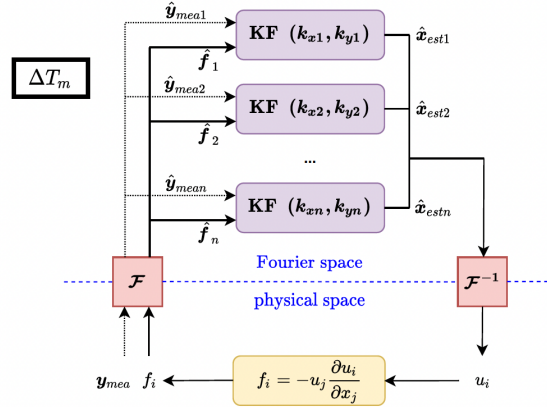 ŷ_mea1
KF (k_x1, k_y1)
x̂_est1
f̂_1
ΔT_m
ŷ_mea2
KF (k_x2, k_y2)
x̂_est2
f̂_2
...
ŷ_mean
KF (k_xn, k_yn)
x̂_estn
f̂_n
Fourier space
ℱ
ℱ⁻¹
physical space
y_mea f_i
f_i = −u_j ∂u_i/∂x_j
u_i